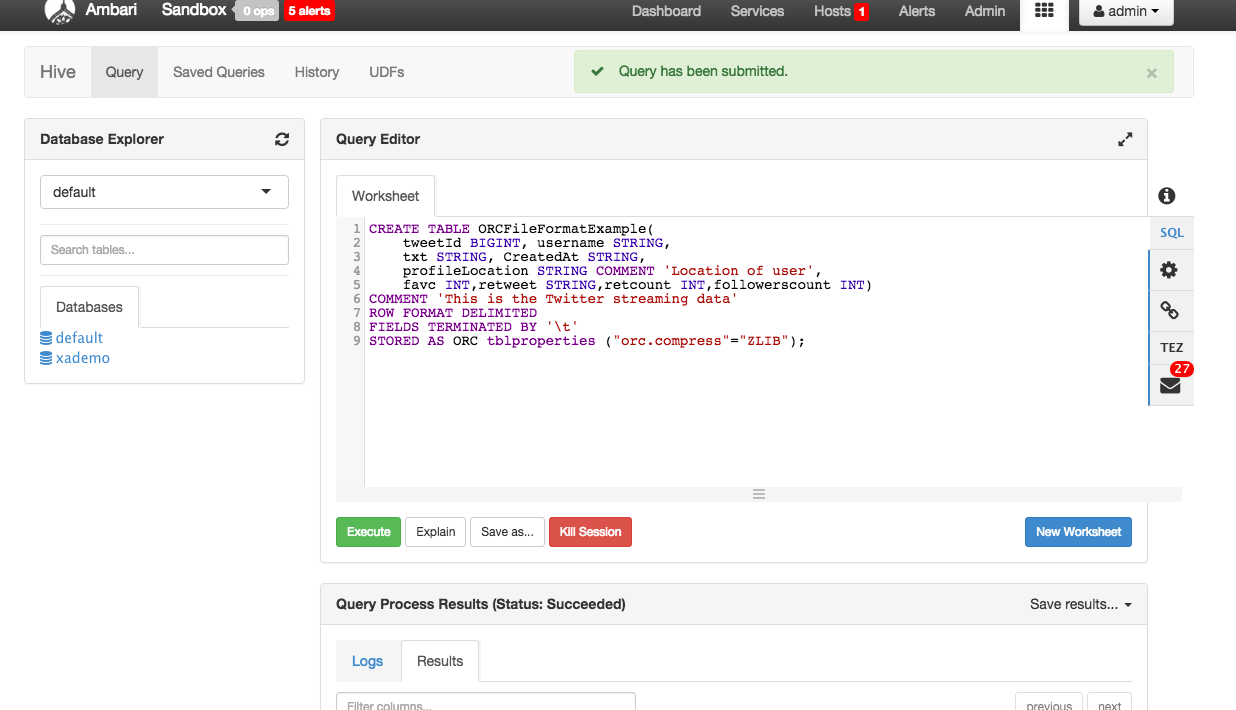 Ambari Sandbox 0 ops 5 alerts Dashboard Services Hosts 1 Alerts Admin admin
Hive Query Saved Queries History UDFs
Query has been submitted. ×
Database Explorer
default
Search tables...
Databases
default
xademo
Query Editor
Worksheet
1 CREATE TABLE ORCFileFormatExample(
2 tweetId BIGINT, username STRING,
3 txt STRING, CreatedAt STRING,
4 profileLocation STRING COMMENT 'Location of user',
5 favc INT,retweet STRING,retcount INT,followerscount INT)
6 COMMENT 'This is the Twitter streaming data'
7 ROW FORMAT DELIMITED
8 FIELDS TERMINATED BY '\t'
9 STORED AS ORC tblproperties ("orc.compress"="ZLIB");
SQL
TEZ
27
Execute Explain Save as... Kill Session New Worksheet
Query Process Results (Status: Succeeded) Save results...
Logs Results
Filter columns... previous next